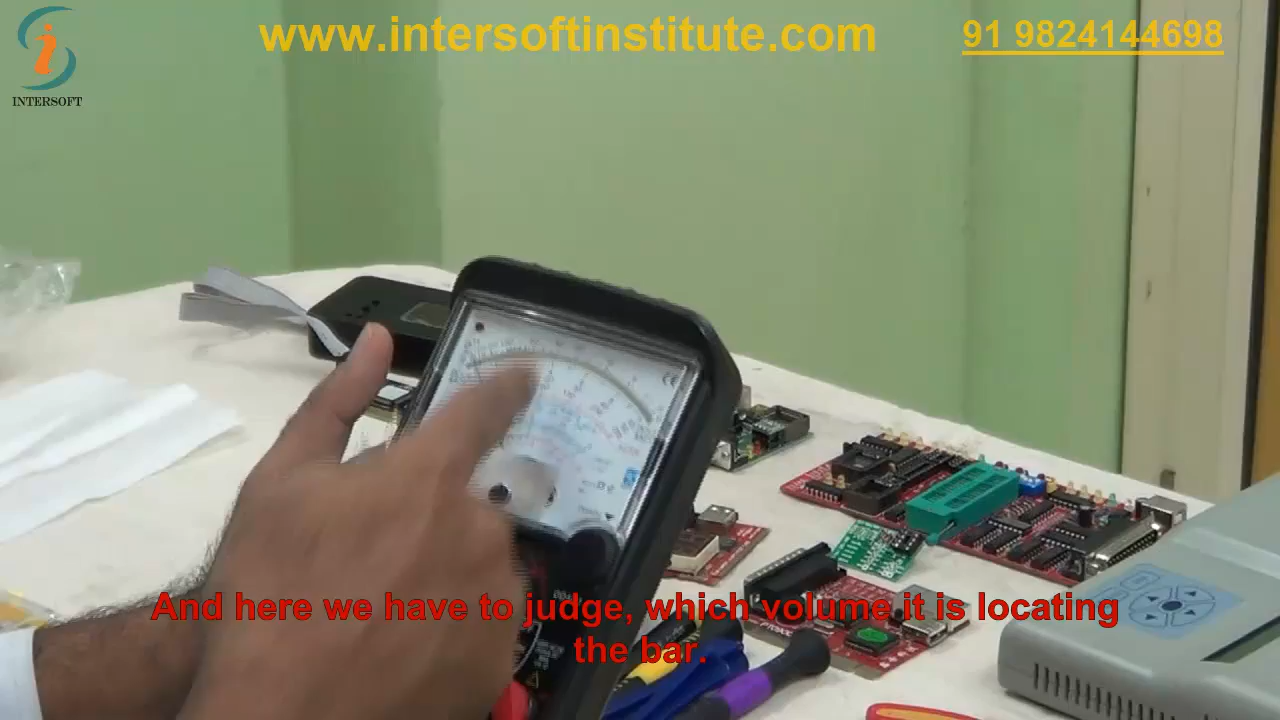 www.intersoftinstitute.com
91 9824144698
INTERSOFT
And here we have to judge, which volume it is locating
the bar.